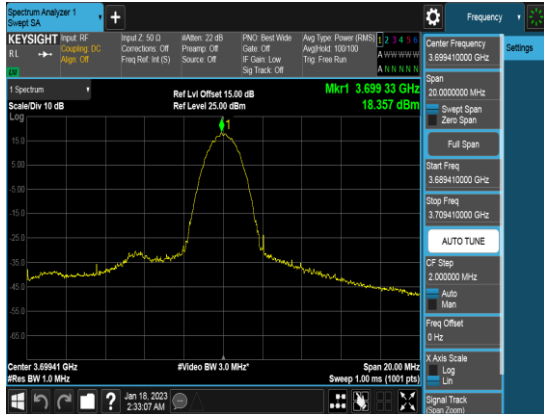 Spectrum Analyzer 1
Swept SA
+
Frequency
KEYSIGHT
Input: RF
Input Z: 50 Ω
#Atten: 22 dB
PNO: Best Wide
Avg Type: Power (RMS)
1 2 3 4 5 6
RL
Coupling: DC
Corrections: Off
Preamp: Off
Gate: Off
Avg|Hold: 100/100
A W W W W W
Align: Off
Freq Ref: Int (S)
Source: Off
IF Gain: Low
Trig: Free Run
Sig Track: Off
A N N N N N
1 Spectrum
Ref Lvl Offset 15.00 dB
Mkr1 3.699 33 GHz
Scale/Div 10 dB
Ref Level 25.00 dBm
18.357 dBm
Log
1
15.0
5.00
-5.00
-15.0
-25.0
-35.0
-45.0
-55.0
-65.0
Center 3.69941 GHz
#Video BW 3.0 MHz*
Span 20.00 MHz
#Res BW 1.0 MHz
Sweep 1.00 ms (1001 pts)
Jan 18, 2023
2:33:07 AM
Center Frequency
3.699410000 GHz
Settings
Span
20.0000000 MHz
Swept Span
Zero Span
Full Span
Start Freq
3.689410000 GHz
Stop Freq
3.709410000 GHz
AUTO TUNE
CF Step
2.000000 MHz
Auto
Man
Freq Offset
0 Hz
X Axis Scale
Log
Lin
Signal Track
(Span Zoom)